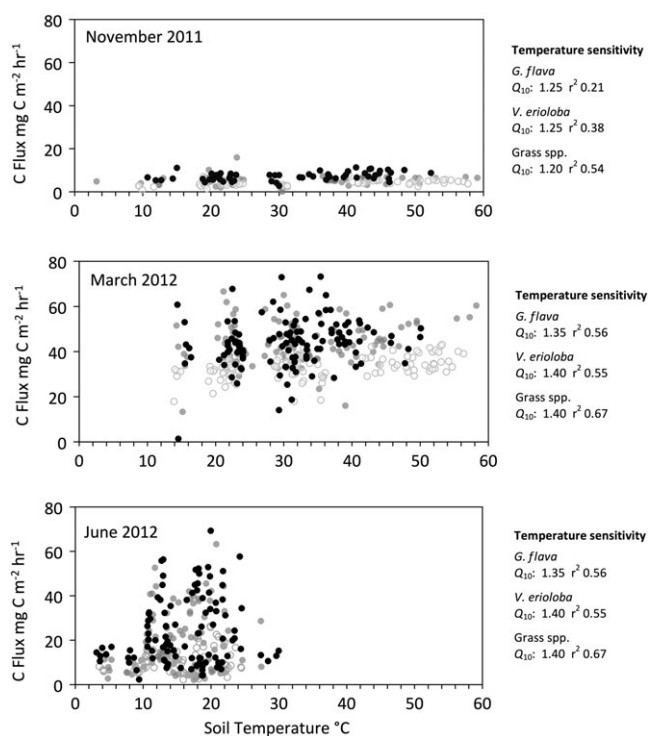 November 2011
C Flux mg C m⁻² hr⁻¹
80
60
40
20
0
0 10 20 30 40 50 60
Temperature sensitivity
G. flava
Q₁₀: 1.25 r² 0.21
V. erioloba
Q₁₀: 1.25 r² 0.38
Grass spp.
Q₁₀: 1.20 r² 0.54
March 2012
C Flux mg C m⁻² hr⁻¹
80
60
40
20
0
0 10 20 30 40 50 60
Temperature sensitivity
G. flava
Q₁₀: 1.35 r² 0.56
V. erioloba
Q₁₀: 1.40 r² 0.55
Grass spp.
Q₁₀: 1.40 r² 0.67
June 2012
C Flux mg C m⁻² hr⁻¹
80
60
40
20
0
0 10 20 30 40 50 60
Soil Temperature °C
Temperature sensitivity
G. flava
Q₁₀: 1.35 r² 0.56
V. erioloba
Q₁₀: 1.40 r² 0.55
Grass spp.
Q₁₀: 1.40 r² 0.67